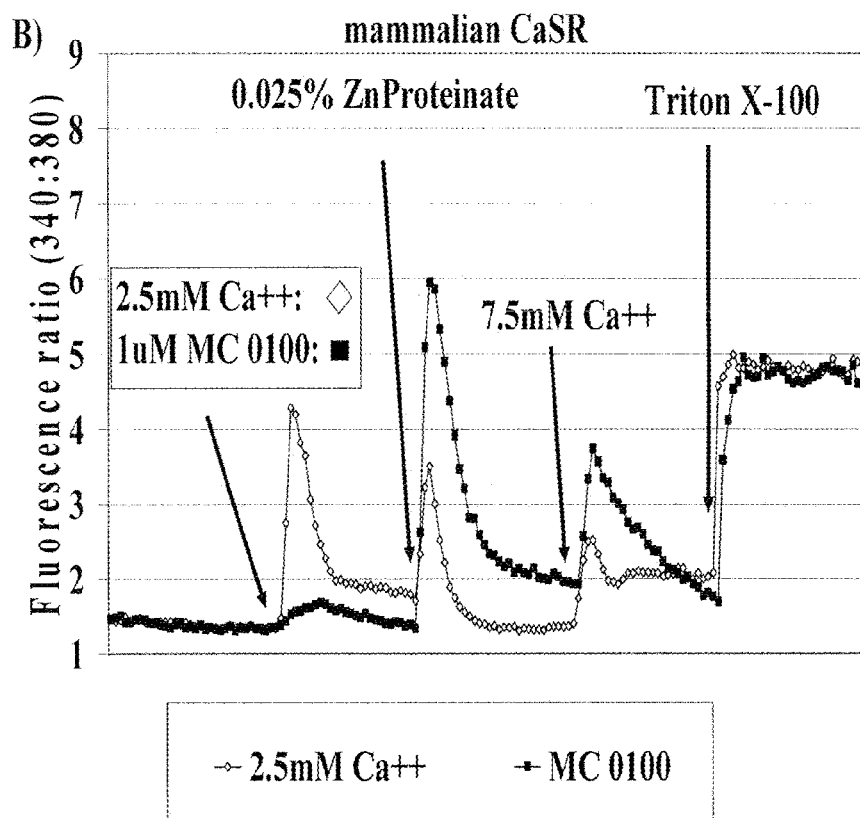 B)
mammalian CaSR
9
8
7
6
5
4
3
2
1
Fluorescence ratio (340:380)
0.025% ZnProteinate
Triton X-100
2.5mM Ca++: ◇
1uM MC 0100: ■
7.5mM Ca++
2.5mM Ca++
MC 0100